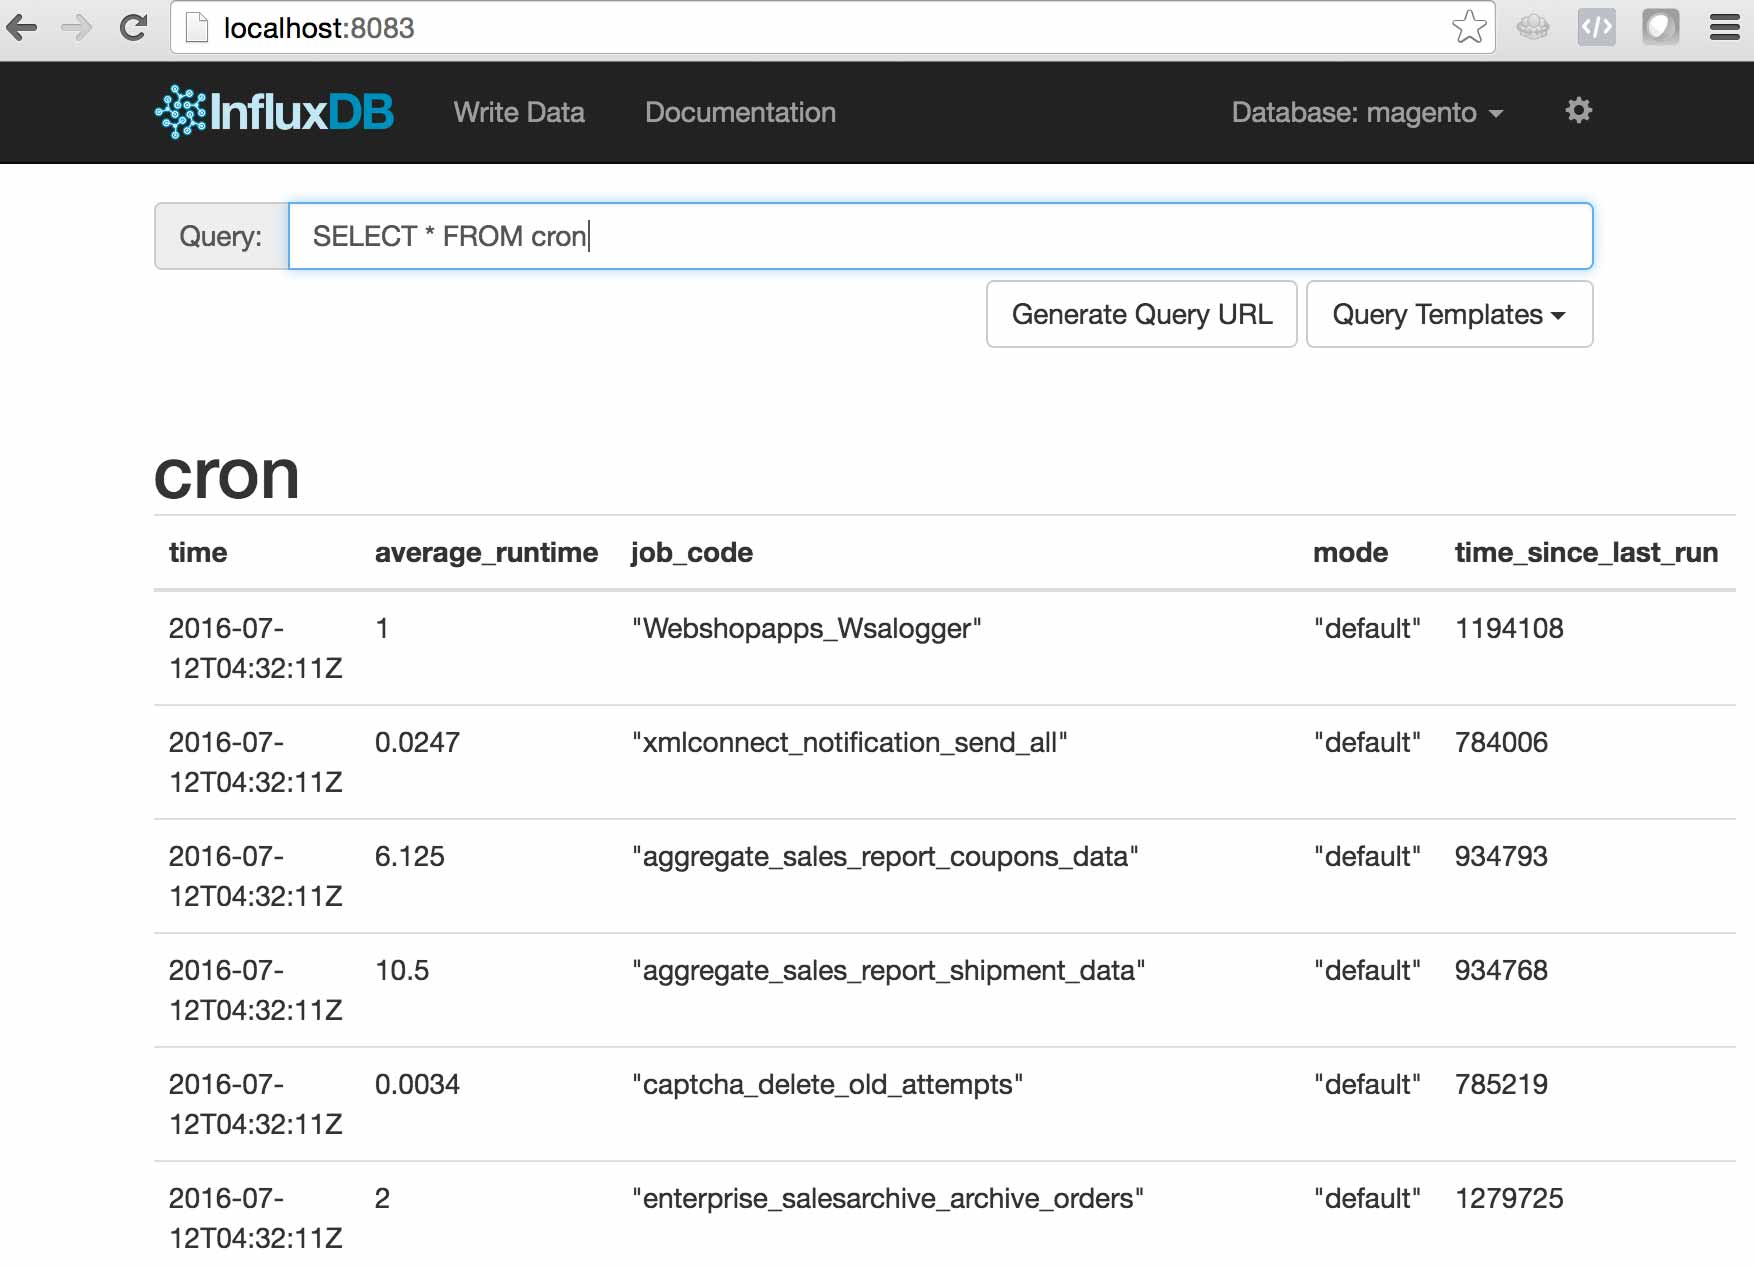 localhost:8083
InfluxDB Write Data Documentation Database: magento
Query: SELECT * FROM cron
Generate Query URL Query Templates
cron
time average_runtime job_code mode time_since_last_run
2016-07- 1 "Webshopapps_Wsalogger" "default" 1194108
12T04:32:11Z
2016-07- 0.0247 "xmlconnect_notification_send_all" "default" 784006
12T04:32:11Z
2016-07- 6.125 "aggregate_sales_report_coupons_data" "default" 934793
12T04:32:11Z
2016-07- 10.5 "aggregate_sales_report_shipment_data" "default" 934768
12T04:32:11Z
2016-07- 0.0034 "captcha_delete_old_attempts" "default" 785219
12T04:32:11Z
2016-07- 2 "enterprise_salesarchive_archive_orders" "default" 1279725
12T04:32:11Z